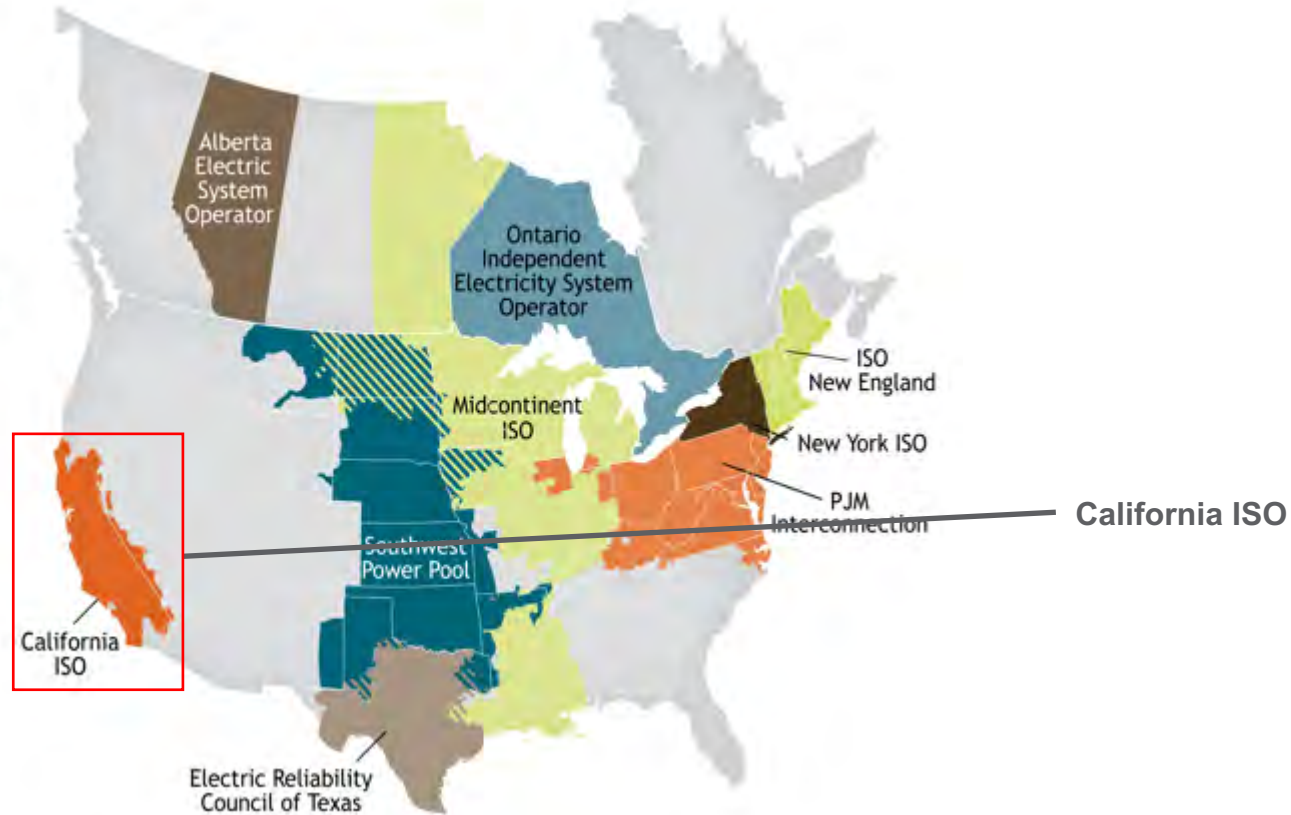 Alberta
Electric
System
Operator
Ontario
Independent
Electricity System
Operator
ISO
New England
Midcontinent
ISO
New York ISO
PJM
Interconnection
California ISO
Southwest
Power Pool
California
ISO
Electric Reliability
Council of Texas